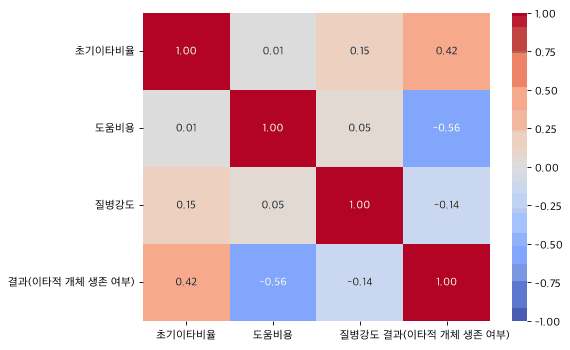 초기이타비율 1.00 0.01 0.15 0.42
도움비용 0.01 1.00 0.05 -0.56
질병강도 0.15 0.05 1.00 -0.14
결과(이타적 개체 생존 여부) 0.42 -0.56 -0.14 1.00
초기이타비율 도움비용 질병강도 결과(이타적 개체 생존 여부)
1.00
0.75
0.50
0.25
0.00
-0.25
-0.50
-0.75
-1.00